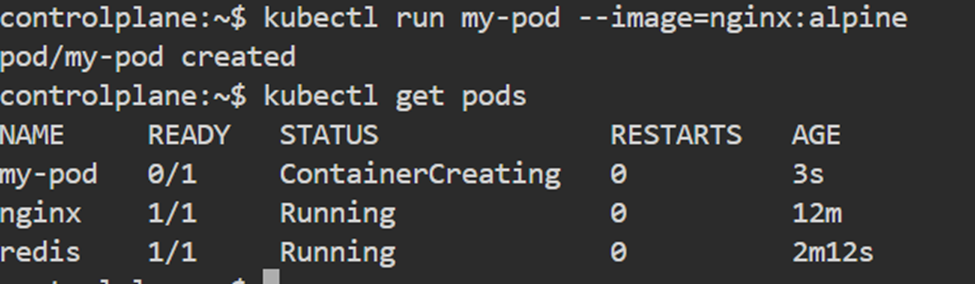 controlplane:~$ kubectl run my-pod --image=nginx:alpine
pod/my-pod created
controlplane:~$ kubectl get pods
NAME     READY   STATUS              RESTARTS   AGE
my-pod   0/1     ContainerCreating   0          3s
nginx    1/1     Running             0          12m
redis    1/1     Running             0          2m12s
controlplane:~$